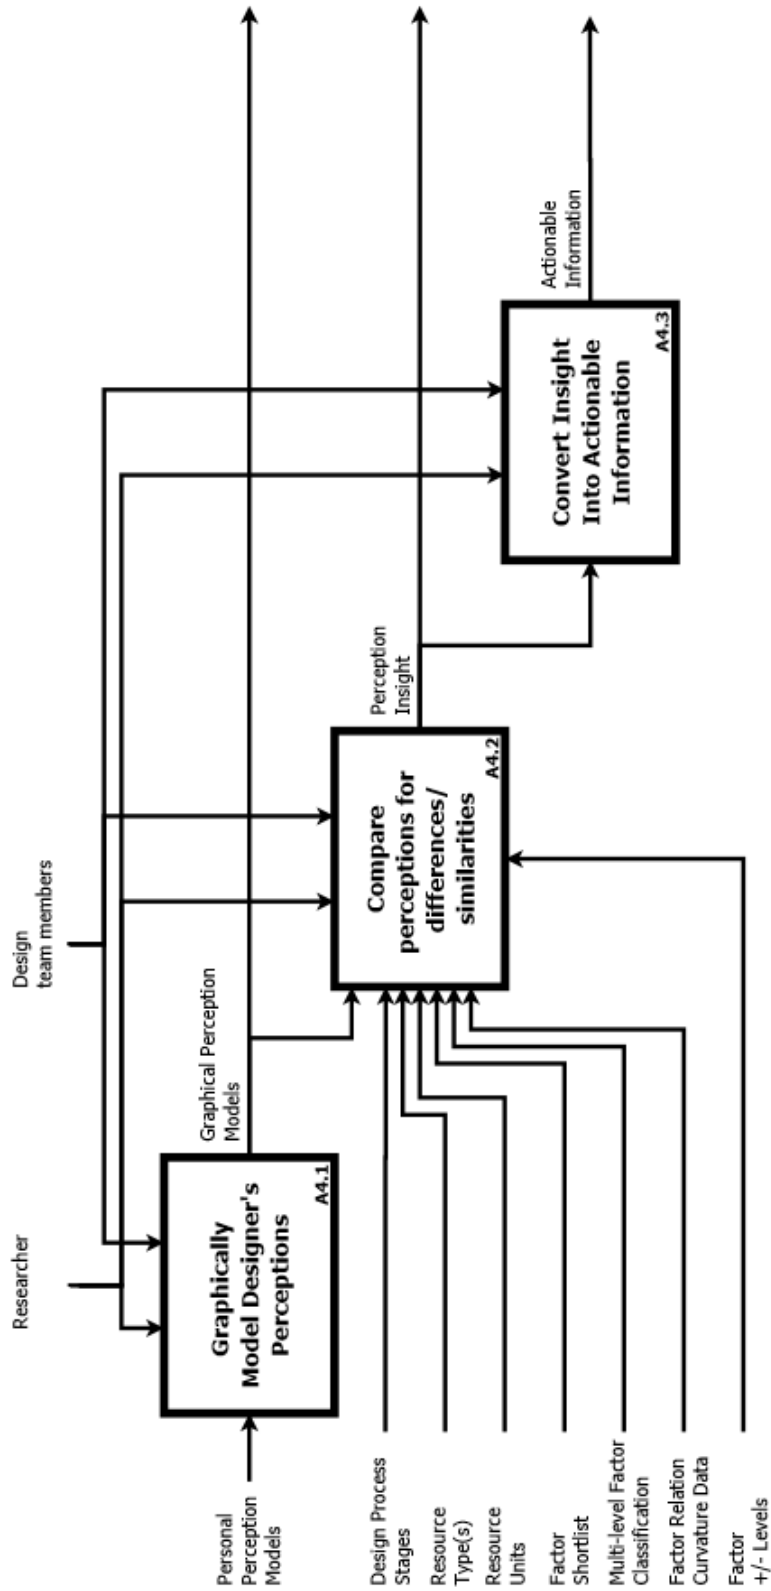 Researcher
Design
team members
Personal
Perception
Models
Graphically
Model Designer's
Perceptions
A4.1
Graphical Perception
Models
Design Process
Stages
Resource
Type(s)
Resource
Units
Factor
Shortlist
Multi-level Factor
Classification
Factor Relation
Curvature Data
Factor
+/- Levels
Compare
perceptions for
differences/
similarities
A4.2
Perception
Insight
Convert Insight
Into Actionable
Information
A4.3
Actionable
Information